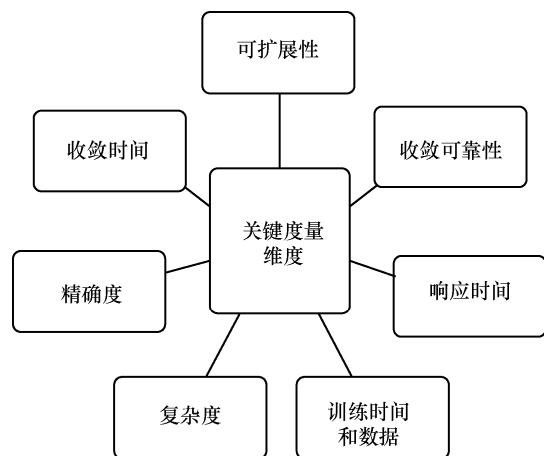 可扩展性
收敛时间
收敛可靠性
关键度量
维度
精确度
响应时间
复杂度
训练时间
和数据